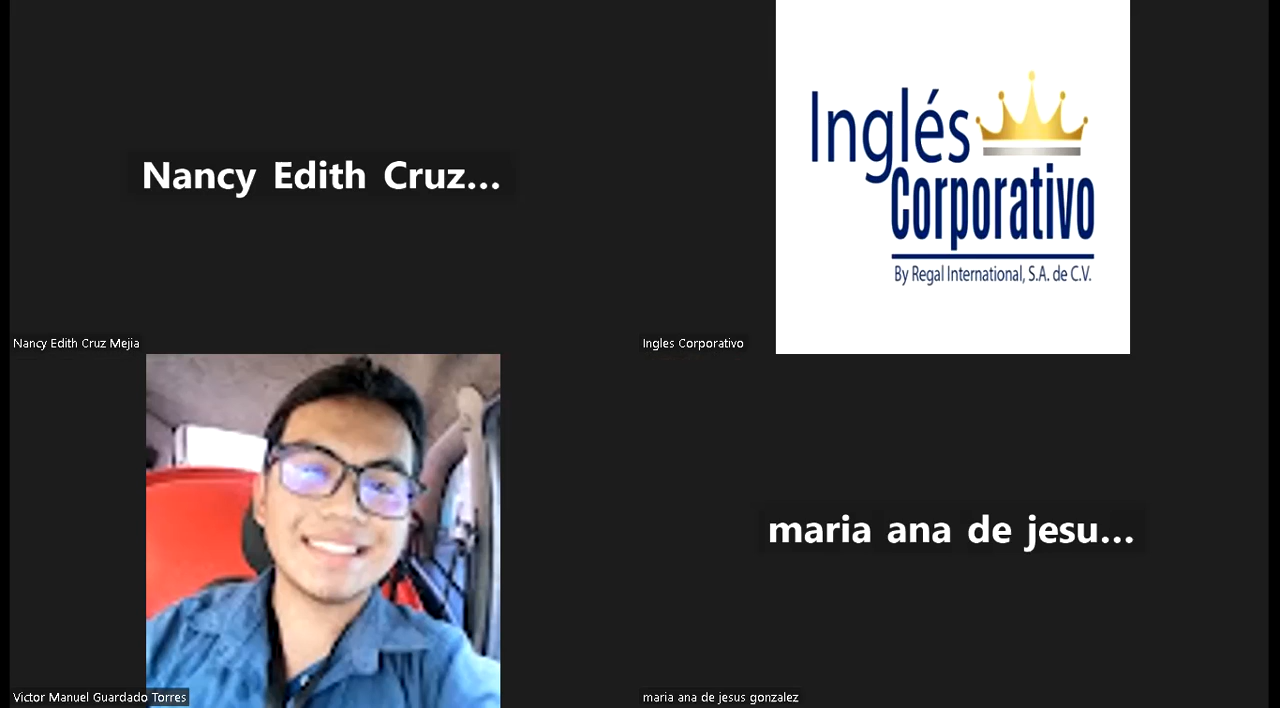 Nancy Edith Cruz...
Inglés
Corporativo
By Regal International, S.A. de C.V.
Nancy Edith Cruz Mejia
Ingles Corporativo
maria ana de jesu...
Victor Manuel Guardado Torres
maria ana de jesus gonzalez